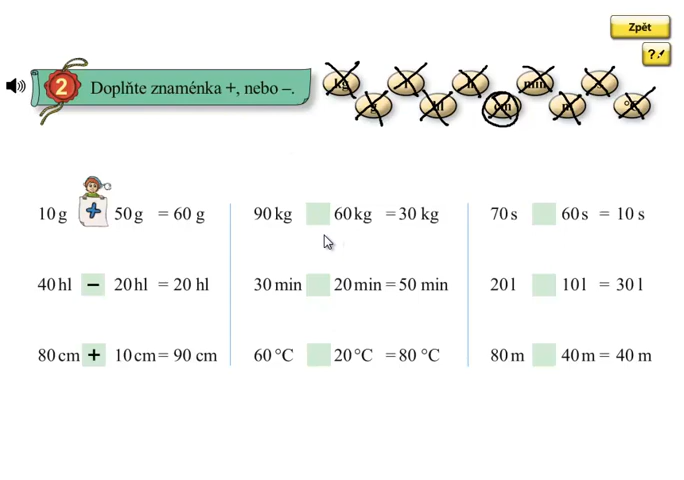 Zpět
?
2 Doplňte znaménka +, nebo –.
kg l h min s
g hl cm m °C
10 g + 50 g = 60 g
40 hl – 20 hl = 20 hl
80 cm + 10 cm = 90 cm
90 kg 60 kg = 30 kg
30 min 20 min = 50 min
60 °C 20 °C = 80 °C
70 s 60 s = 10 s
20 l 10 l = 30 l
80 m 40 m = 40 m